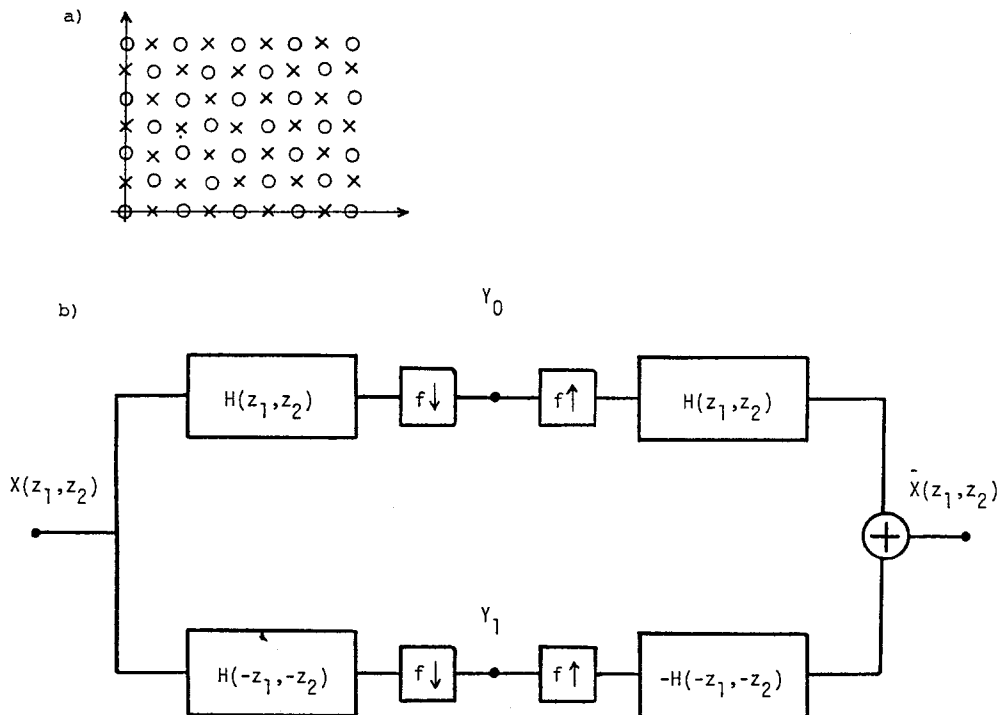 a)
b)
Y₀
H(z₁,z₂)
f↓
f↑
H(z₁,z₂)
X(z₁,z₂)
X̄(z₁,z₂)
+
Y₁
H(-z₁,-z₂)
f↓
f↑
-H(-z₁,-z₂)